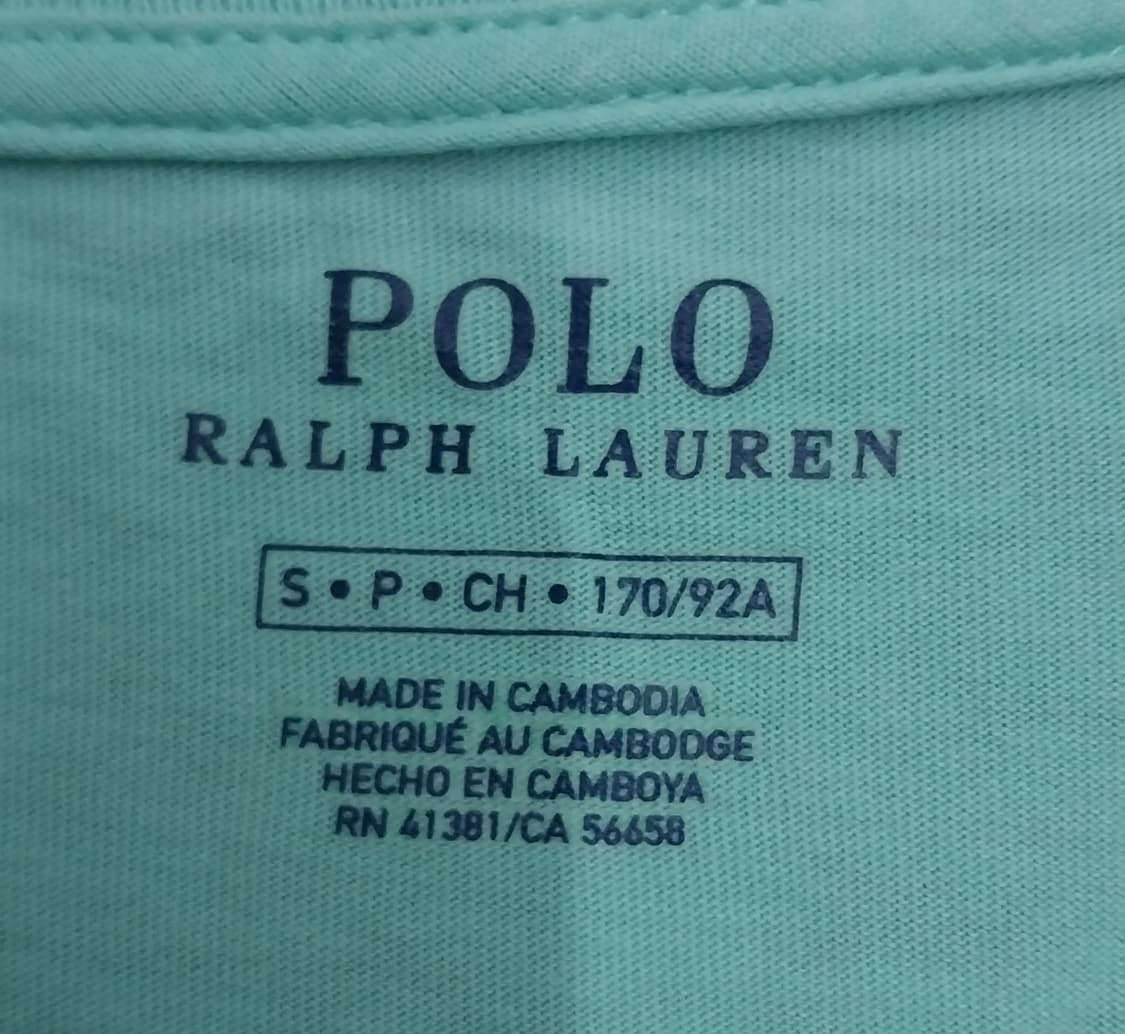 POLO
RALPH LAUREN
S • P • CH • 170/92A
MADE IN CAMBODIA
FABRIQUÉ AU CAMBODGE
HECHO EN CAMBOYA
RN 41381/CA 56658